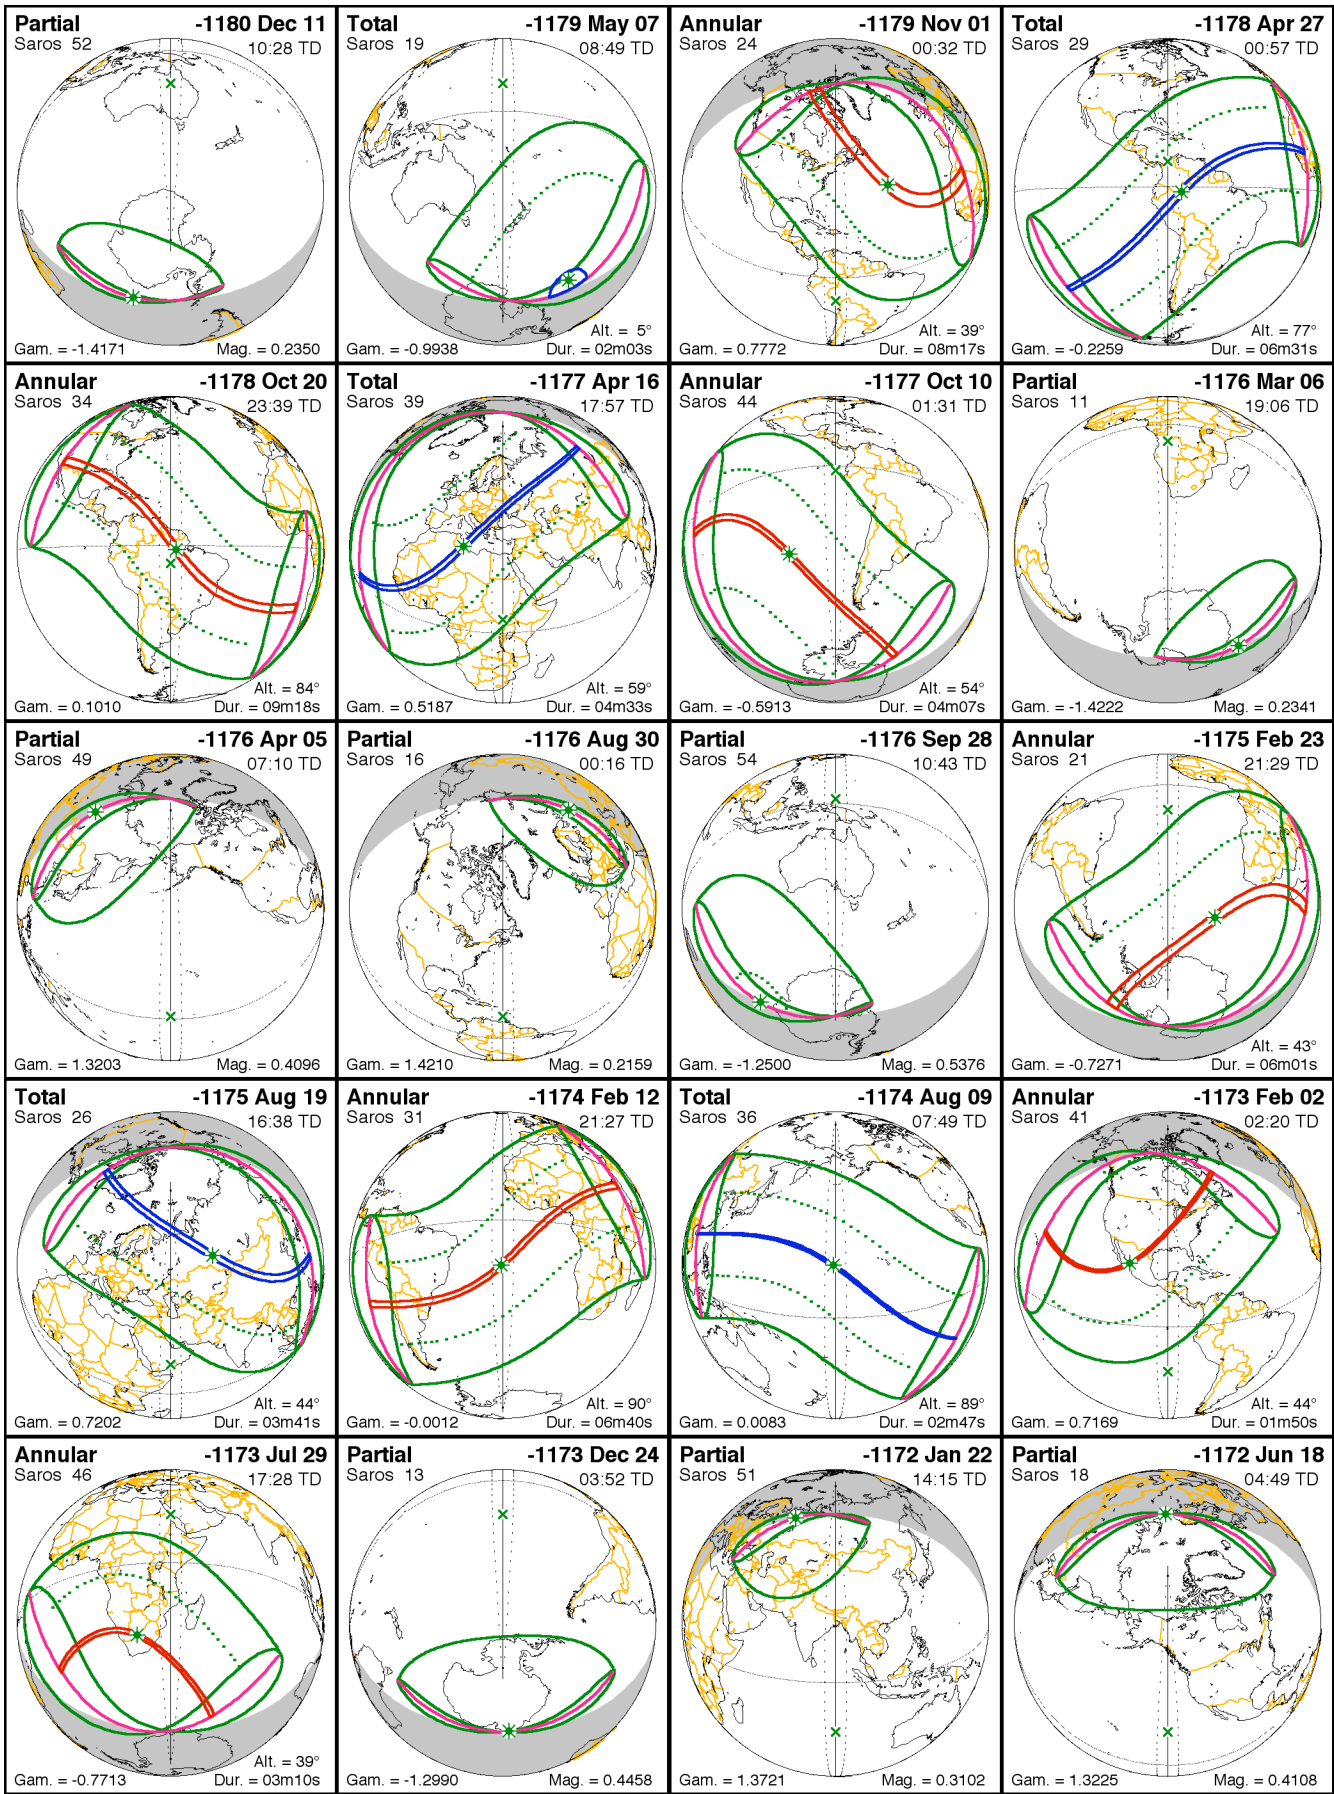 Partial -1180 Dec 11
Saros 52 10:28 TD
Gam. = -1.4171 Mag. = 0.2350
Total -1179 May 07
Saros 19 08:49 TD
Alt. = 5°
Gam. = -0.9938 Dur. = 02m03s
Annular -1179 Nov 01
Saros 24 00:32 TD
Alt. = 39°
Gam. = 0.7772 Dur. = 08m17s
Total -1178 Apr 27
Saros 29 00:57 TD
Alt. = 77°
Gam. = -0.2259 Dur. = 06m31s
Annular -1178 Oct 20
Saros 34 23:39 TD
Alt. = 84°
Gam. = 0.1010 Dur. = 09m18s
Total -1177 Apr 16
Saros 39 17:57 TD
Alt. = 59°
Gam. = 0.5187 Dur. = 04m33s
Annular -1177 Oct 10
Saros 44 01:31 TD
Alt. = 54°
Gam. = -0.5913 Dur. = 04m07s
Partial -1176 Mar 06
Saros 11 19:06 TD
Gam. = -1.4222 Mag. = 0.2341
Partial -1176 Apr 05
Saros 49 07:10 TD
Gam. = 1.3203 Mag. = 0.4096
Partial -1176 Aug 30
Saros 16 00:16 TD
Gam. = 1.4210 Mag. = 0.2159
Partial -1176 Sep 28
Saros 54 10:43 TD
Gam. = -1.2500 Mag. = 0.5376
Annular -1175 Feb 23
Saros 21 21:29 TD
Alt. = 43°
Gam. = -0.7271 Dur. = 06m01s
Total -1175 Aug 19
Saros 26 16:38 TD
Alt. = 44°
Gam. = 0.7202 Dur. = 03m41s
Annular -1174 Feb 12
Saros 31 21:27 TD
Alt. = 90°
Gam. = -0.0012 Dur. = 06m40s
Total -1174 Aug 09
Saros 36 07:49 TD
Alt. = 89°
Gam. = 0.0083 Dur. = 02m47s
Annular -1173 Feb 02
Saros 41 02:20 TD
Alt. = 44°
Gam. = 0.7169 Dur. = 01m50s
Annular -1173 Jul 29
Saros 46 17:28 TD
Alt. = 39°
Gam. = -0.7713 Dur. = 03m10s
Partial -1173 Dec 24
Saros 13 03:52 TD
Gam. = -1.2990 Mag. = 0.4458
Partial -1172 Jan 22
Saros 51 14:15 TD
Gam. = 1.3721 Mag. = 0.3102
Partial -1172 Jun 18
Saros 18 04:49 TD
Gam. = 1.3225 Mag. = 0.4108